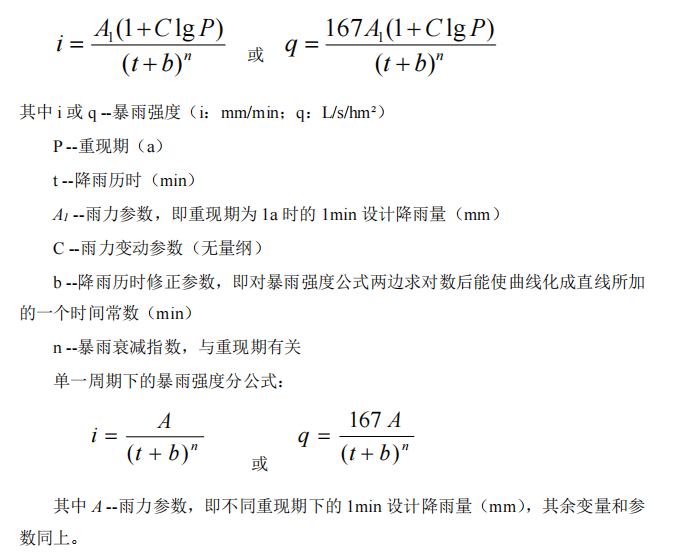 i = A₁(1+C lg P) / (t+b)ⁿ 或 q = 167A₁(1+C lg P) / (t+b)ⁿ
其中 i 或 q --暴雨强度（i：mm/min；q：L/s/hm²）
P --重现期（a）
t --降雨历时（min）
A₁ --雨力参数，即重现期为 1a 时的 1min 设计降雨量（mm）
C --雨力变动参数（无量纲）
b --降雨历时修正参数，即对暴雨强度公式两边求对数后能使曲线化成直线所加
的一个时间常数（min）
n --暴雨衰减指数，与重现期有关
单一周期下的暴雨强度分公式：
i = A / (t + b)ⁿ 或 q = 167 A / (t + b)ⁿ
其中 A --雨力参数，即不同重现期下的 1min 设计降雨量（mm），其余变量和参
数同上。